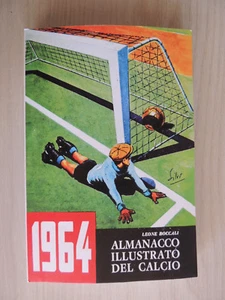 1964
LEONE BOCCALI
ALMANACCO
ILLUSTRATO
DEL CALCIO